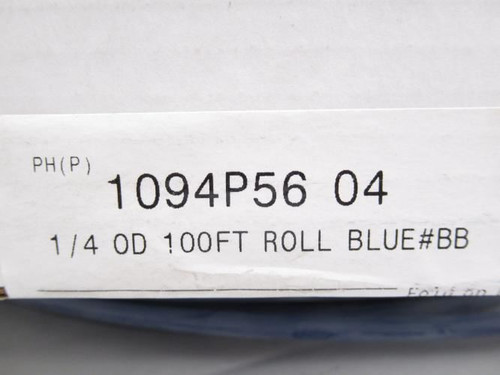 PH(P)
1094P56 04
1/4 OD 100FT ROLL BLUE#BB